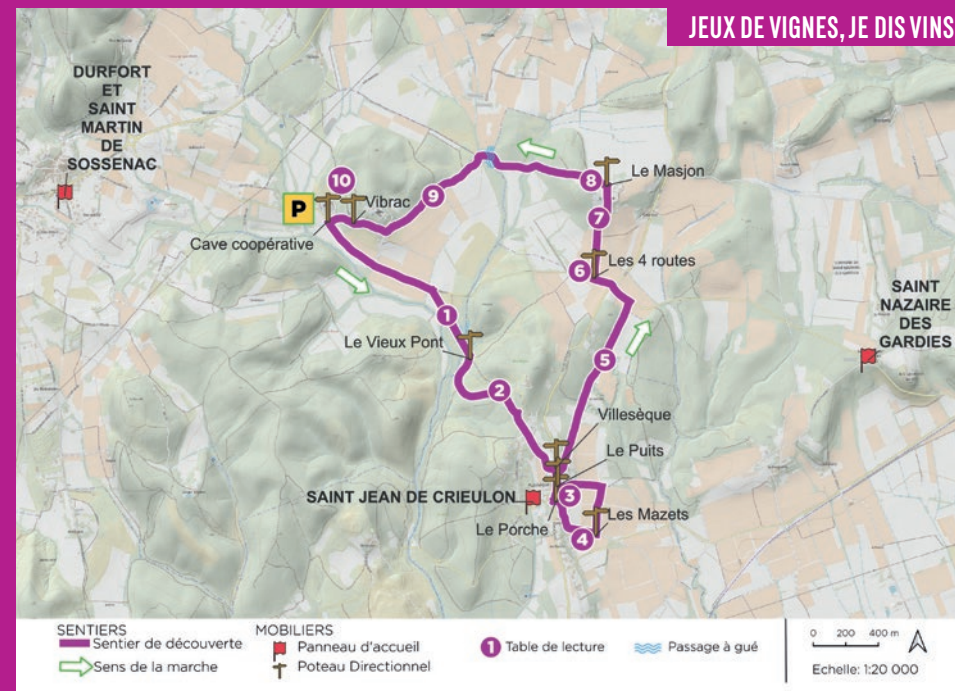 JEUX DE VIGNES, JE DIS VINS
DURFORT
ET
SAINT
MARTIN
DE
SOSSENAC
10
P
Vibrac
Cave coopérative
9
8
Le Masjon
7
Les 4 routes
6
SAINT
NAZAIRE
DES
GARDIES
1
Le Vieux Pont
5
2
Villesèque
Le Puits
SAINT JEAN DE CRIEULON
3
Le Porche
Les Mazets
4
SENTIERS
Sentier de découverte
Sens de la marche
MOBILIERS
Panneau d'accueil
Poteau Directionnel
1 Table de lecture
Passage à gué
0 200 400 m
Echelle: 1:20 000